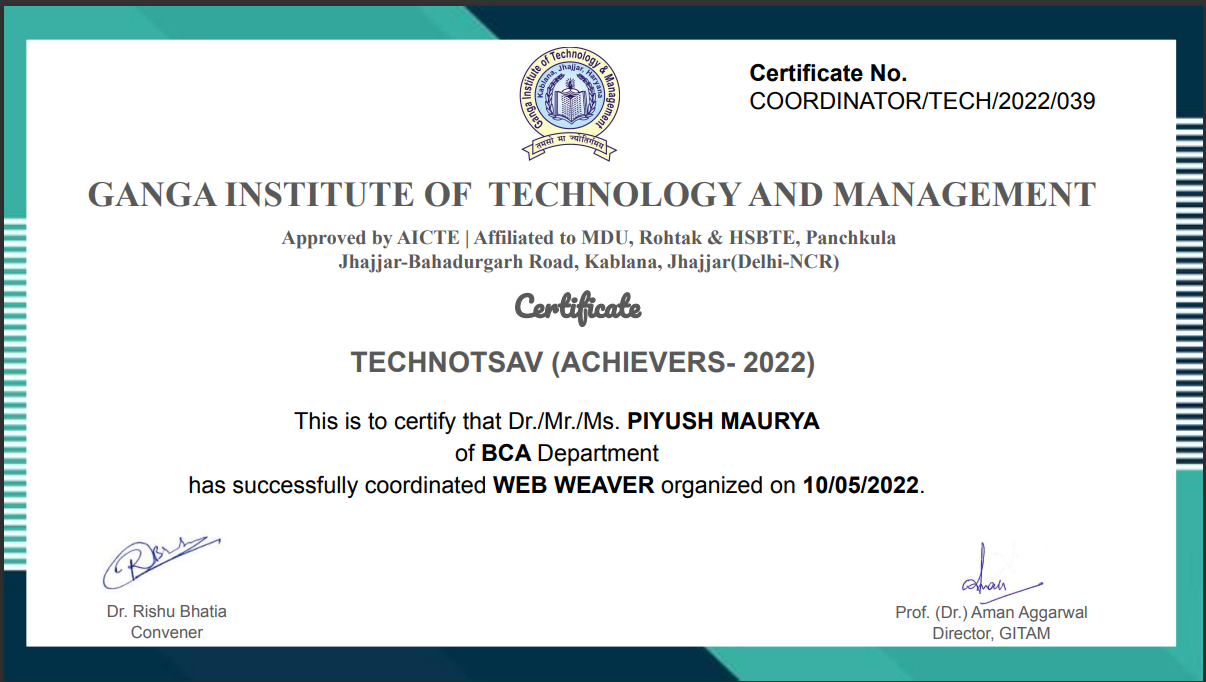 Ganga Institute of Technology & Management
Kablana, Jhajjar, Haryana
तमसो मा ज्योतिर्गमय
Certificate No.
COORDINATOR/TECH/2022/039
GANGA INSTITUTE OF TECHNOLOGY AND MANAGEMENT
Approved by AICTE | Affiliated to MDU, Rohtak & HSBTE, Panchkula
Jhajjar-Bahadurgarh Road, Kablana, Jhajjar(Delhi-NCR)
Certificate
TECHNOTSAV (ACHIEVERS- 2022)
This is to certify that Dr./Mr./Ms. PIYUSH MAURYA
of BCA Department
has successfully coordinated WEB WEAVER organized on 10/05/2022.
Dr. Rishu Bhatia
Convener
Aman
Prof. (Dr.) Aman Aggarwal
Director, GITAM